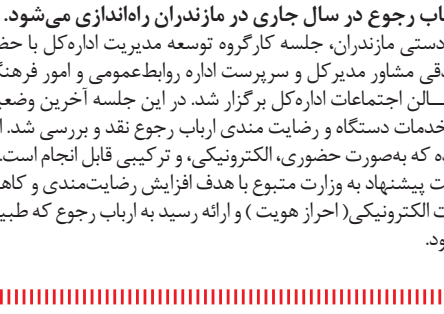 اب رجوع در سال جاری در مازندران راه‌اندازی می‌شود.
دستی مازندران، جلسه کارگروه توسعه مدیریت اداره‌کل با حض
دقی مشاور مدیرکل و سرپرست اداره روابط‌عمومی و امور فرهنگ
ـالن اجتماعات اداره‌کل برگزار شد. در این جلسه آخرین وضعی
خدمات دستگاه و رضایت مندی ارباب رجوع نقد و بررسی شد. ا
ده که به‌صورت حضوری، الکترونیکی، و ترکیبی قابل انجام است.
ت پیشنهاد به وزارت متبوع با هدف افزایش رضایت‌مندی و کاه
ت الکترونیکی( احراز هویت ) و ارائه رسید به ارباب رجوع که طبی
ود.